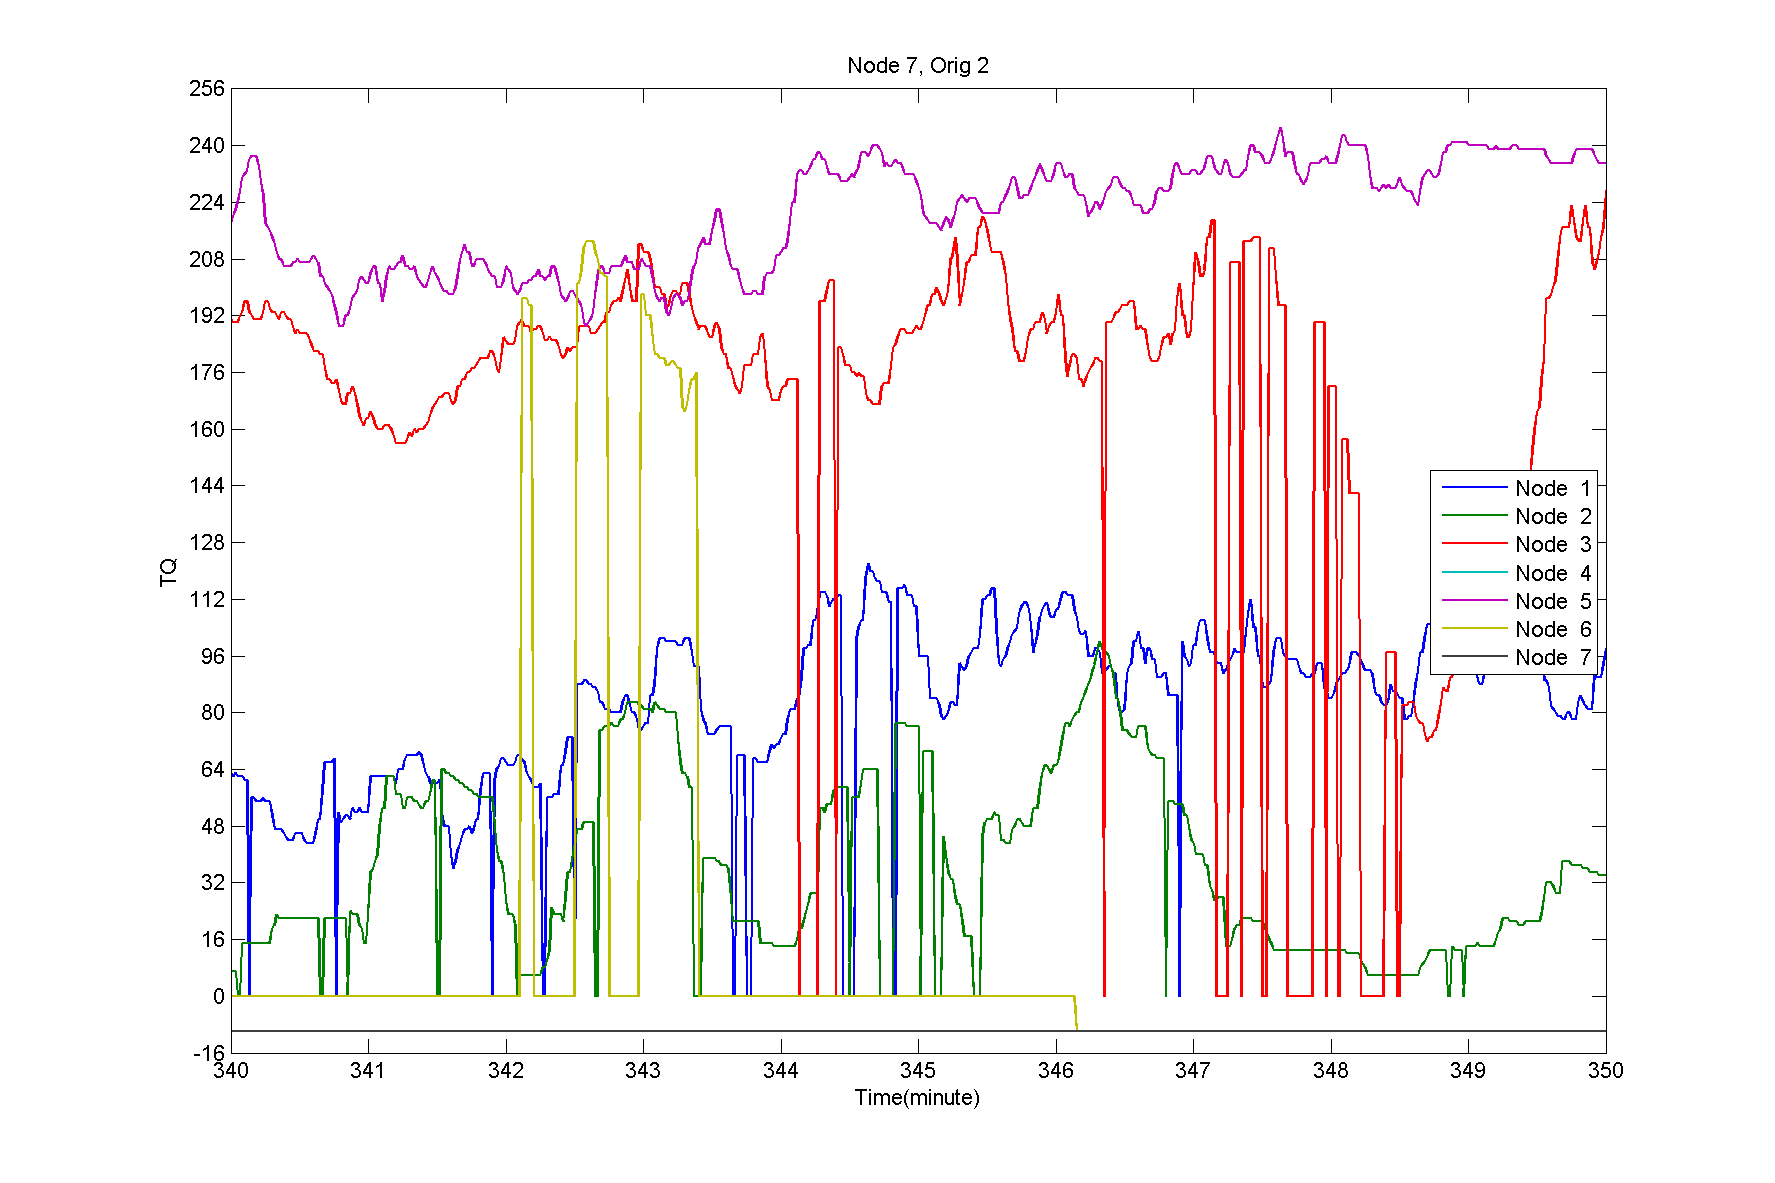 Node 7, Orig 2
256
240
224
208
192
176
160
144
128
112
96
80
64
48
32
16
0
-16
TQ
Node 1
Node 2
Node 3
Node 4
Node 5
Node 6
Node 7
340 341 342 343 344 345 346 347 348 349 350
Time(minute)